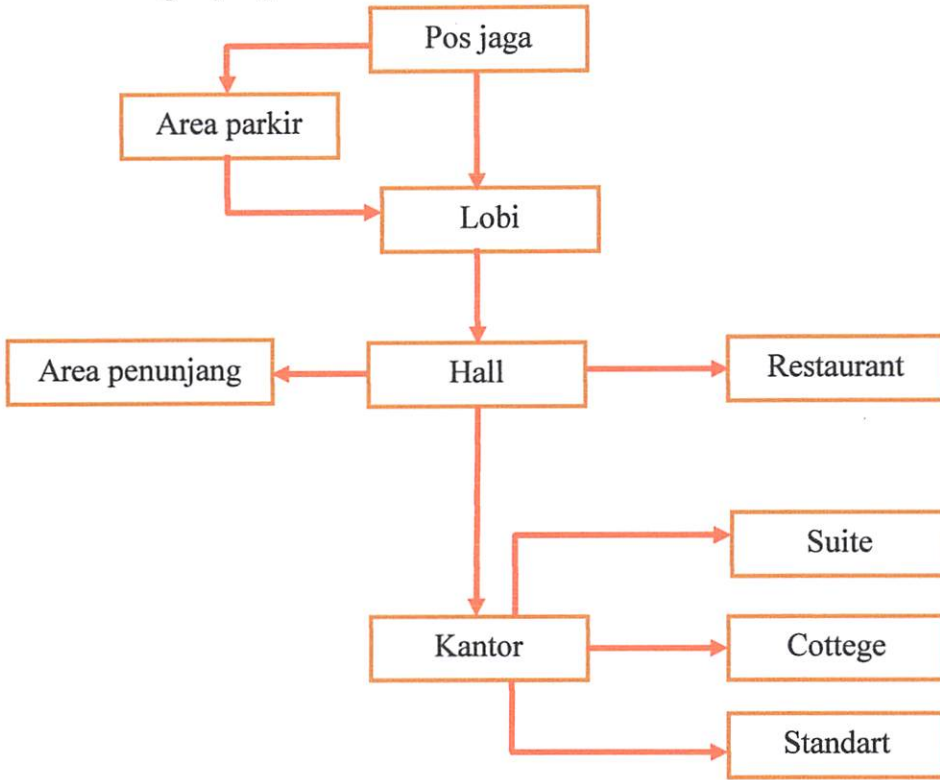 Pos jaga
Area parkir
Lobi
Area penunjang
Hall
Restaurant
Suite
Kantor
Cottege
Standart